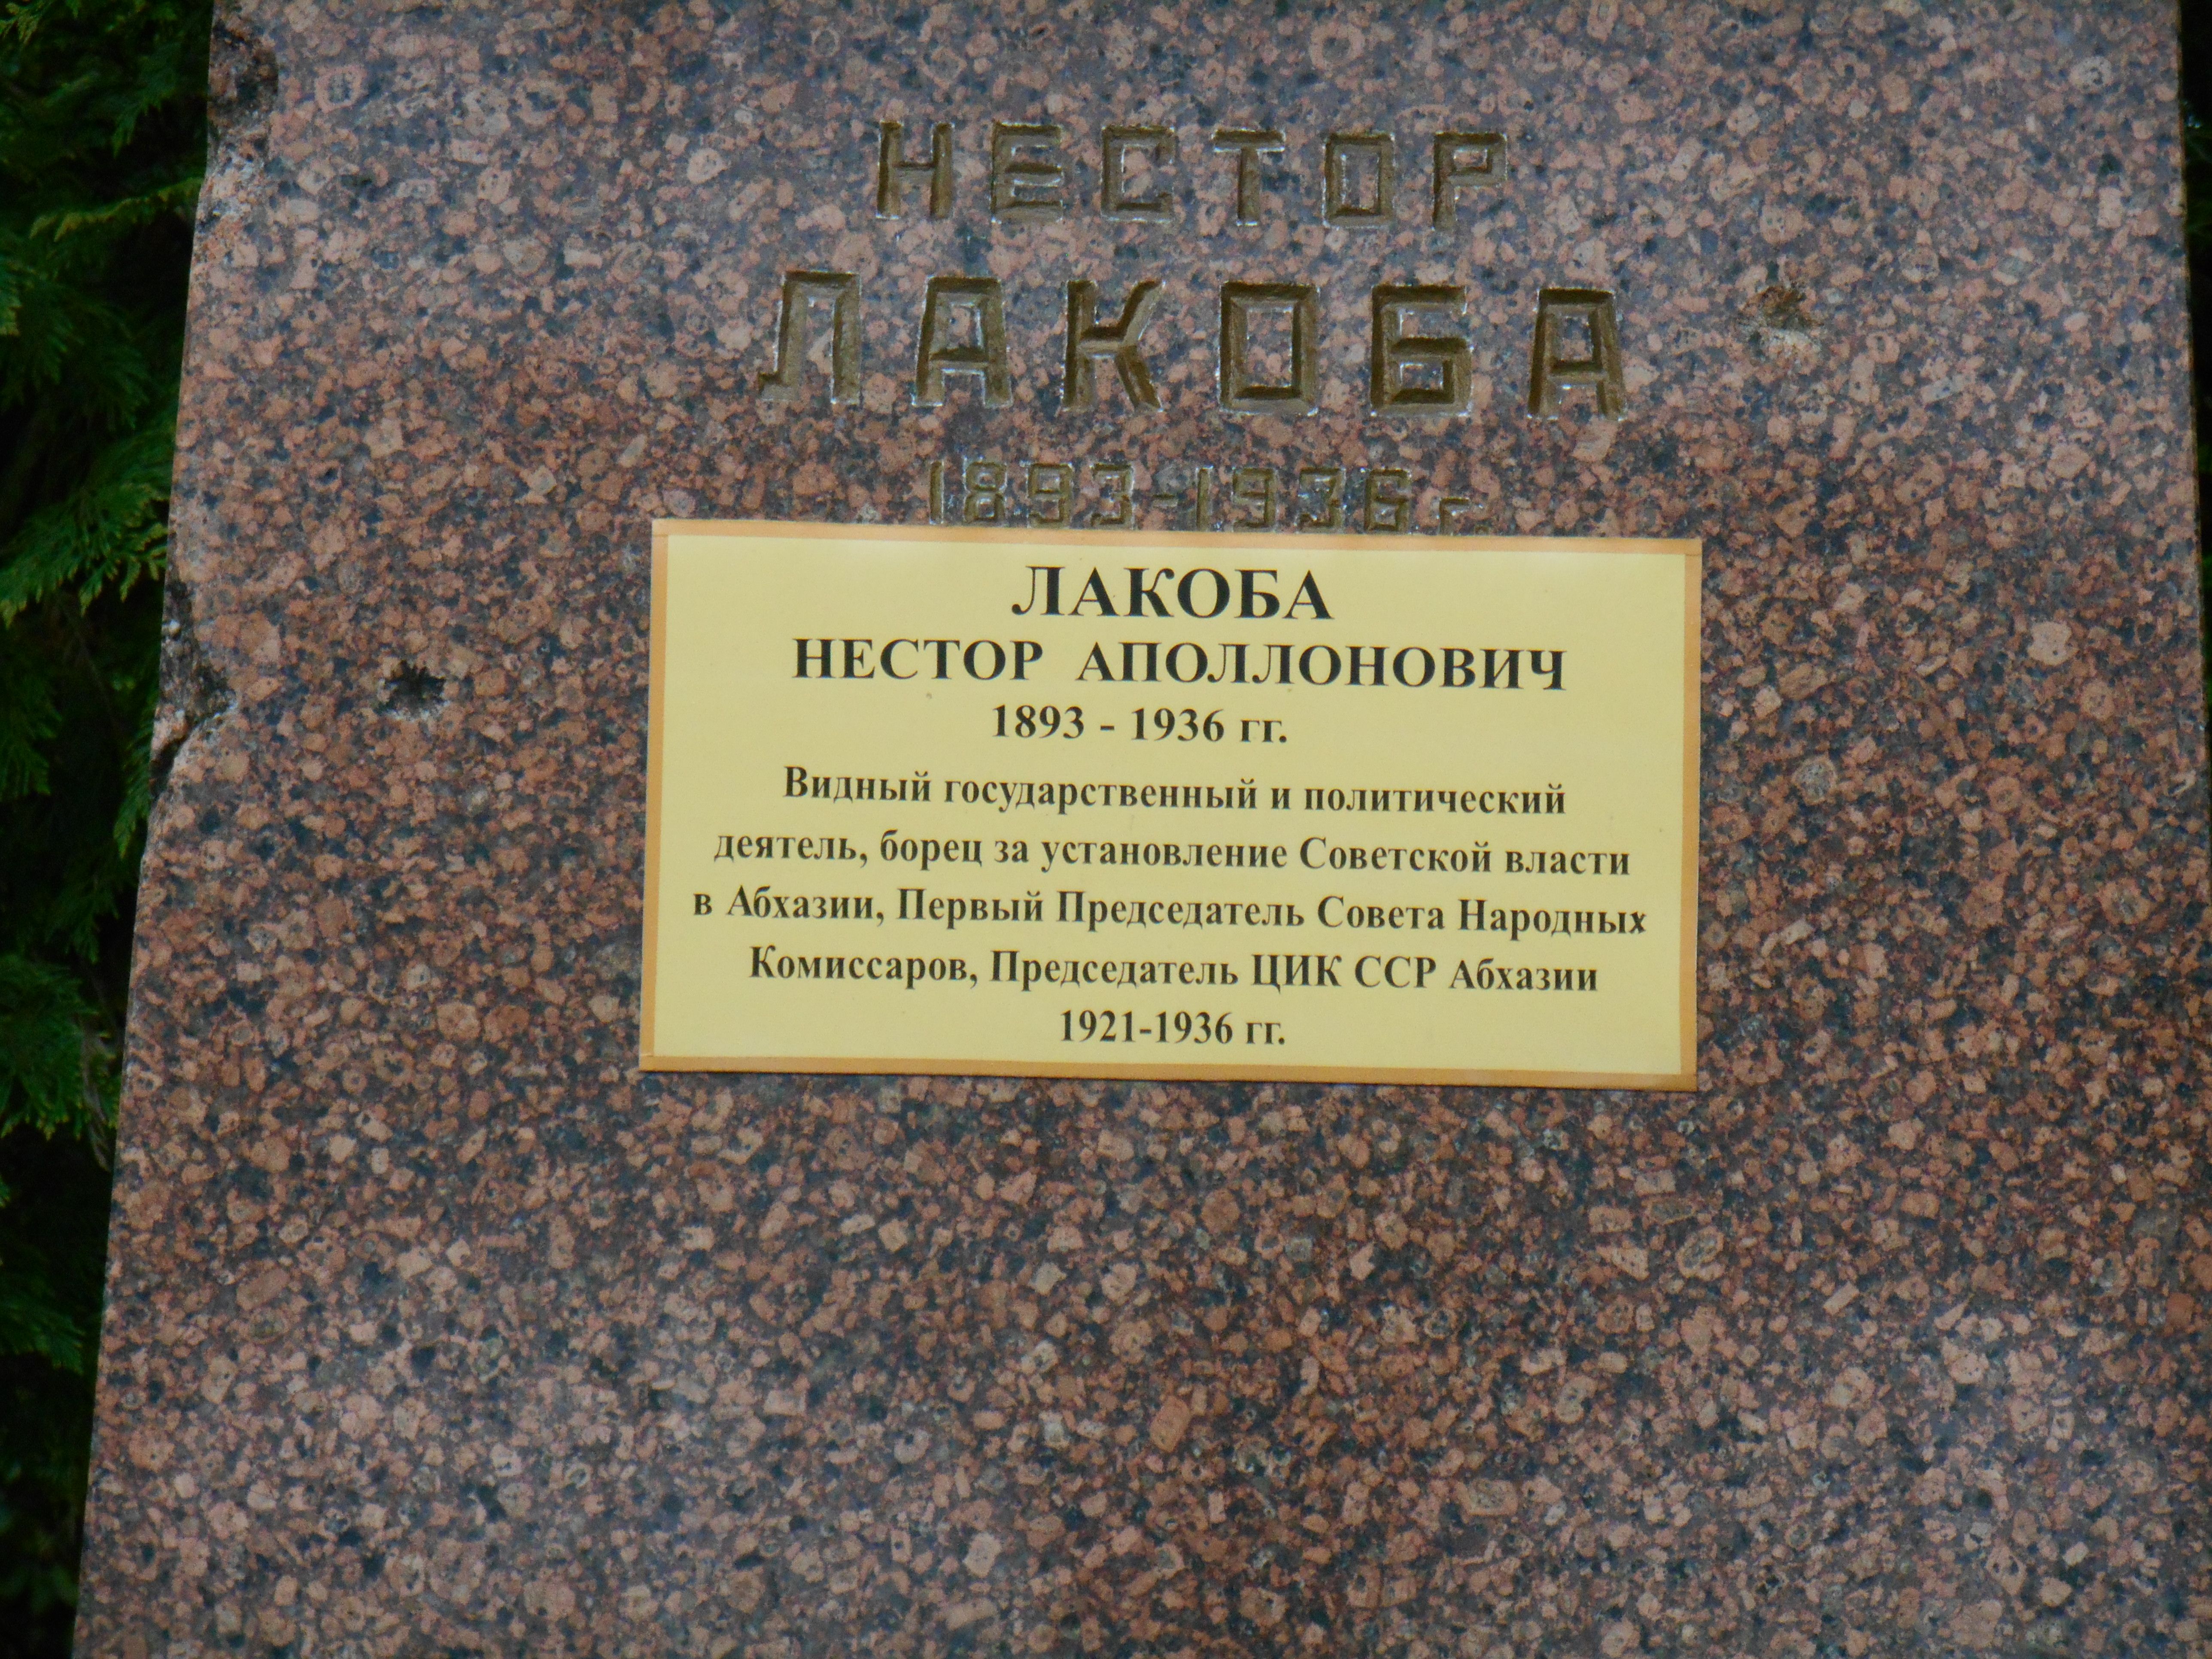 НЕСТОР
ЛАКОБА
1893-1936 г.
ЛАКОБА
НЕСТОР АПОЛЛОНОВИЧ
1893 - 1936 гг.
Видный государственный и политический
деятель, борец за установление Советской власти
в Абхазии, Первый Председатель Совета Народных
Комиссаров, Председатель ЦИК ССР Абхазии
1921-1936 гг.